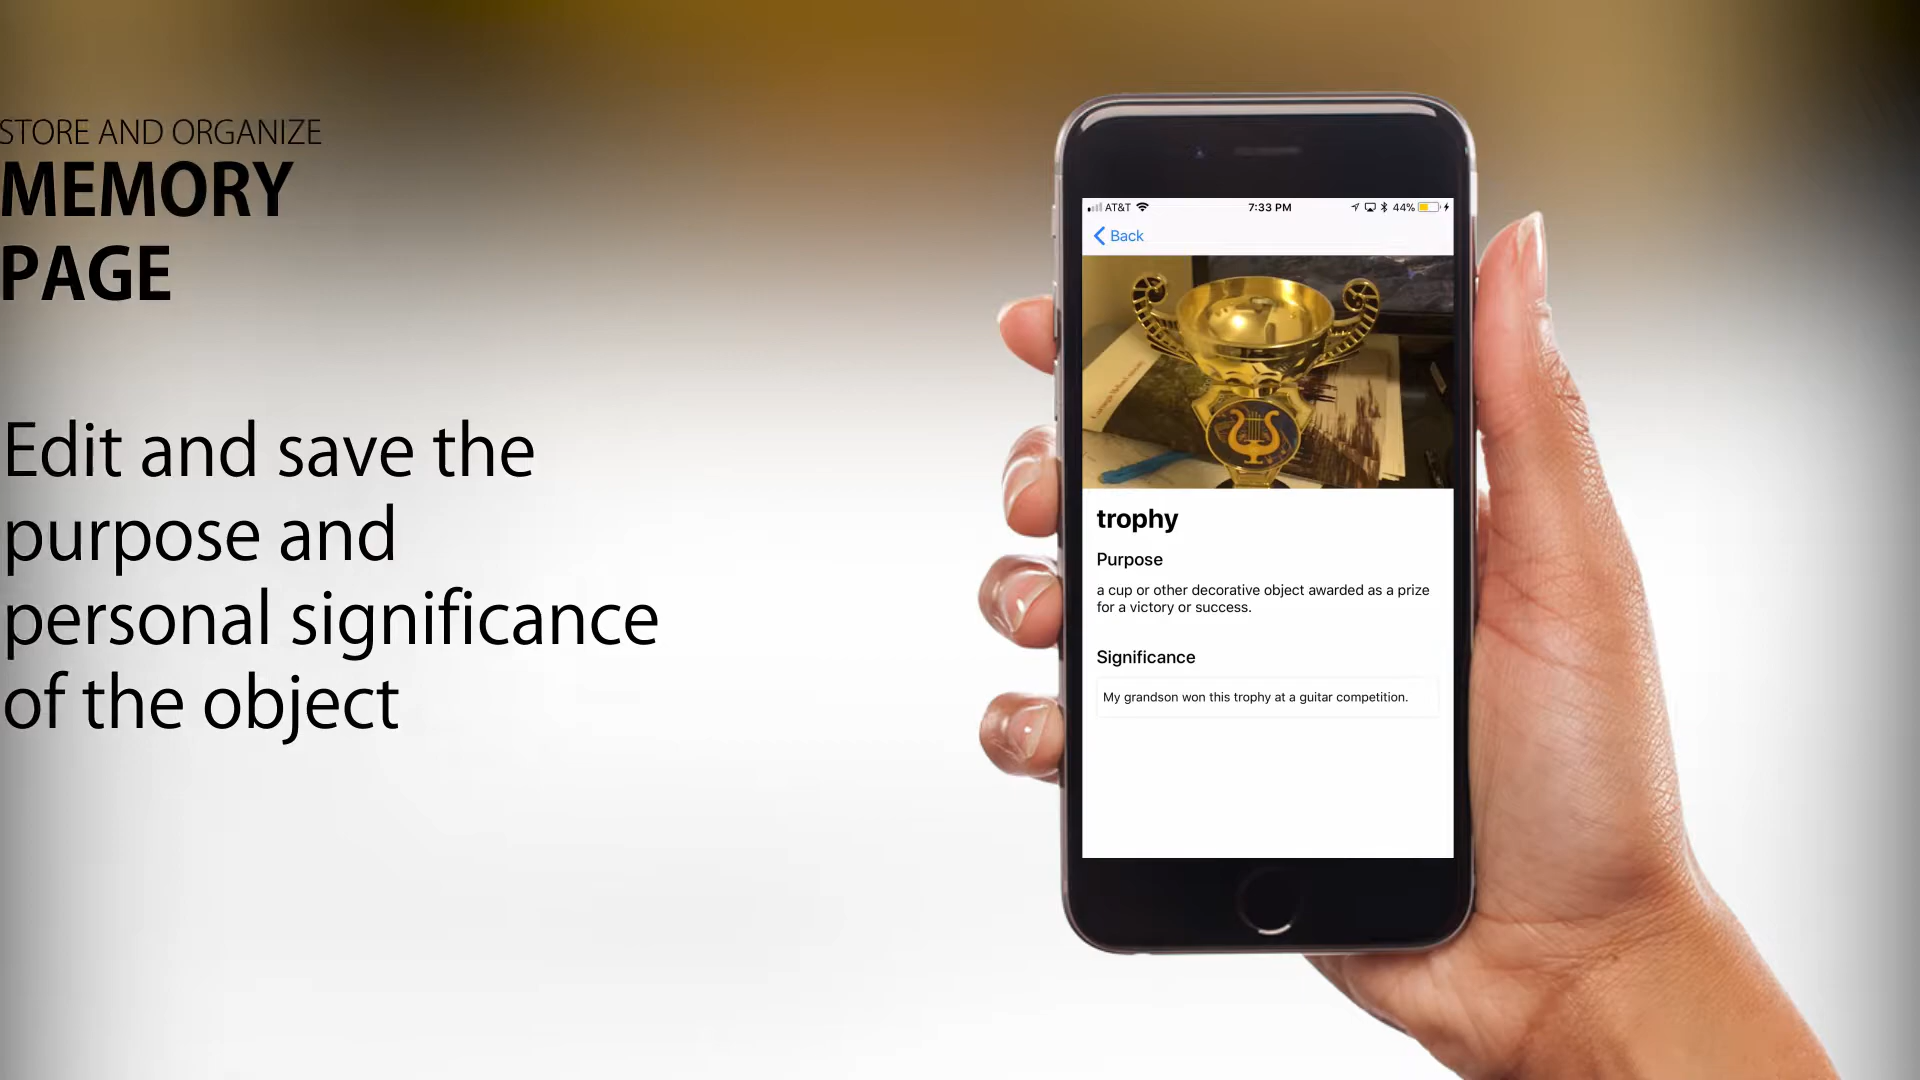 STORE AND ORGANIZE
MEMORY
PAGE
Edit and save the
purpose and
personal significance
of the object
AT&T
7:33 PM
44%
Back
trophy
Purpose
a cup or other decorative object awarded as a prize
for a victory or success.
Significance
My grandson won this trophy at a guitar competition.